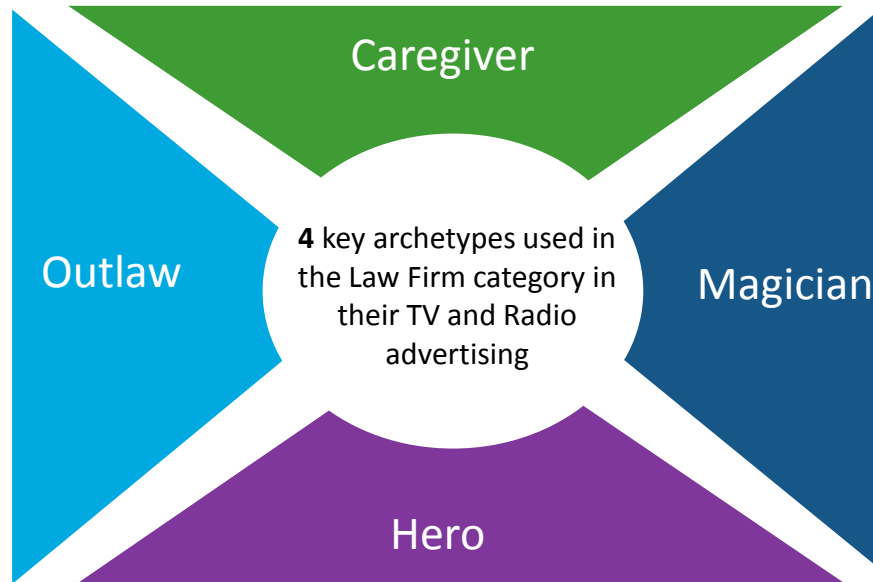 Caregiver
Outlaw
4 key archetypes used in
the Law Firm category in
their TV and Radio
advertising
Magician
Hero